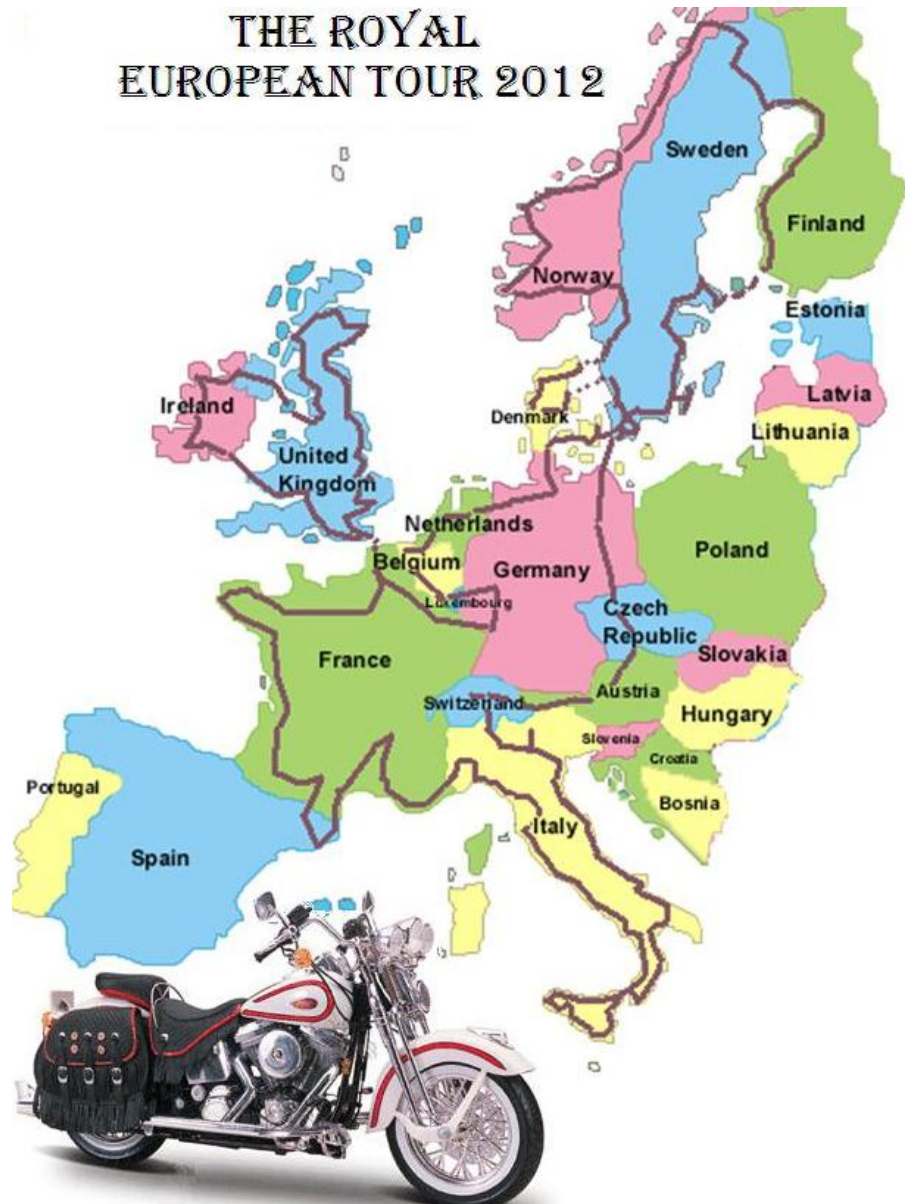 THE ROYAL
EUROPEAN TOUR 2012
Sweden
Finland
Norway
Estonia
Latvia
Lithuania
Ireland
Denmark
United
Kingdom
Netherlands
Belgium
Germany
Poland
Luxembourg
Czech
Republic
Slovakia
France
Switzerland
Austria
Hungary
Slovenia
Croatia
Portugal
Bosnia
Italy
Spain